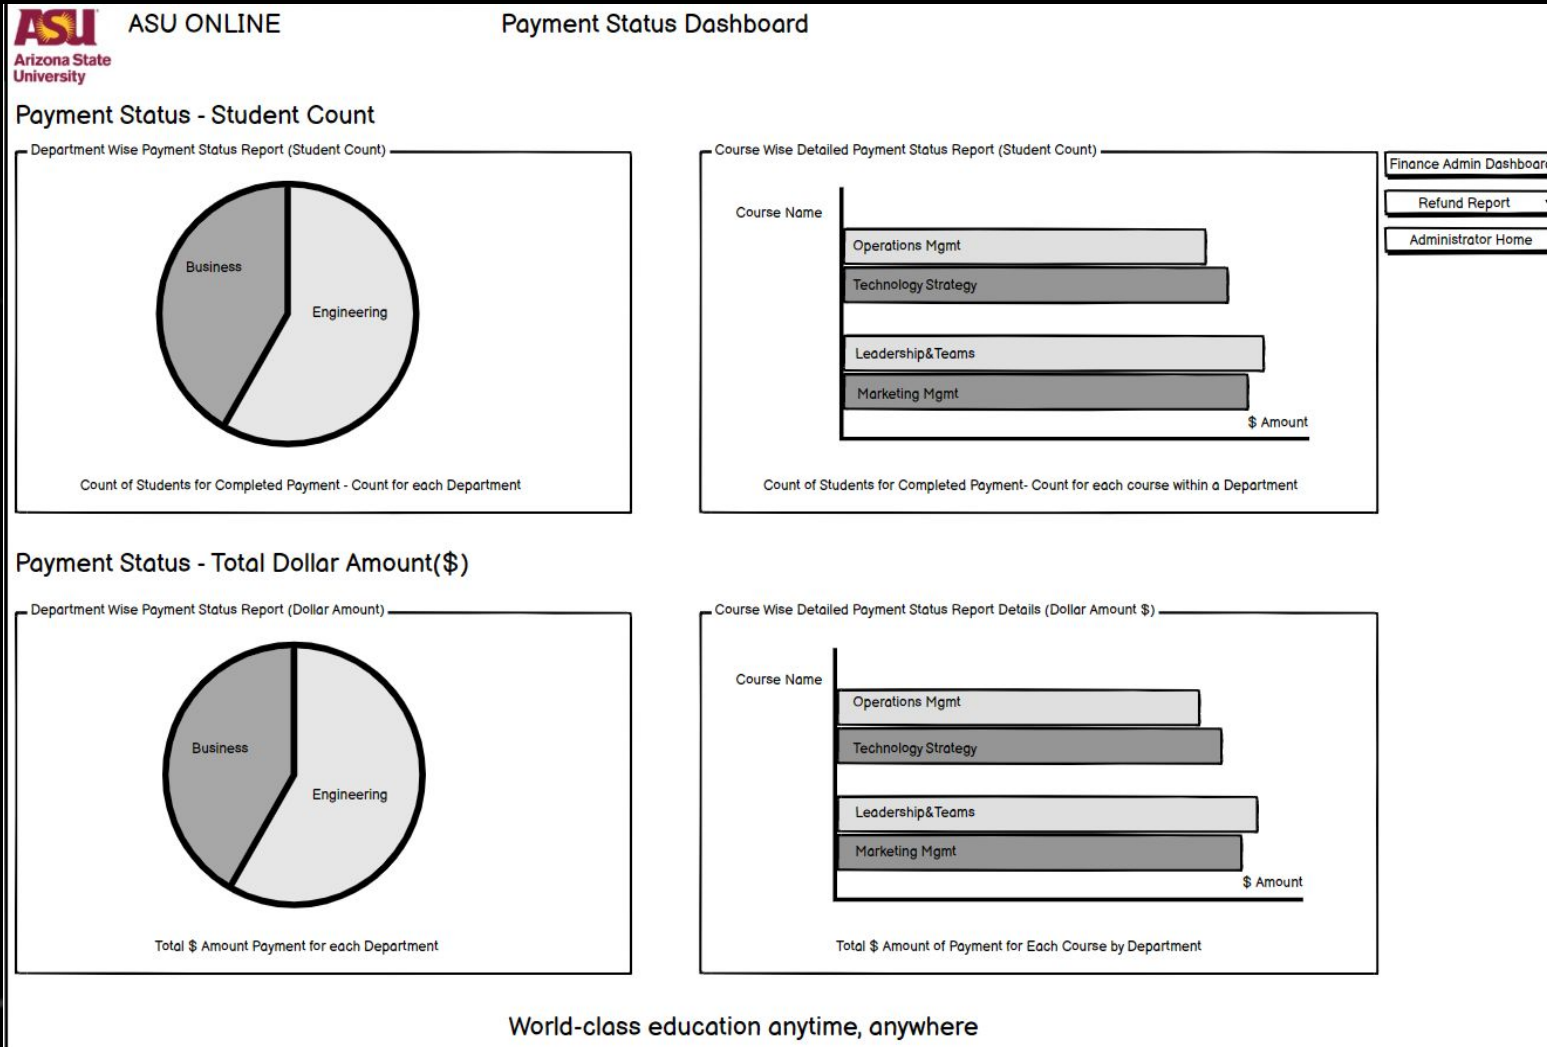 ASU
Arizona State
University
ASU ONLINE
Payment Status Dashboard
Payment Status - Student Count
Department Wise Payment Status Report (Student Count)
Business
Engineering
Count of Students for Completed Payment - Count for each Department
Course Wise Detailed Payment Status Report (Student Count)
Course Name
Operations Mgmt
Technology Strategy
Leadership&Teams
Marketing Mgmt
$ Amount
Count of Students for Completed Payment- Count for each course within a Department
Finance Admin Dashboard
Refund Report
Administrator Home
Payment Status - Total Dollar Amount($)
Department Wise Payment Status Report (Dollar Amount)
Business
Engineering
Total $ Amount Payment for each Department
Course Wise Detailed Payment Status Report Details (Dollar Amount $)
Course Name
Operations Mgmt
Technology Strategy
Leadership&Teams
Marketing Mgmt
$ Amount
Total $ Amount of Payment for Each Course by Department
World-class education anytime, anywhere